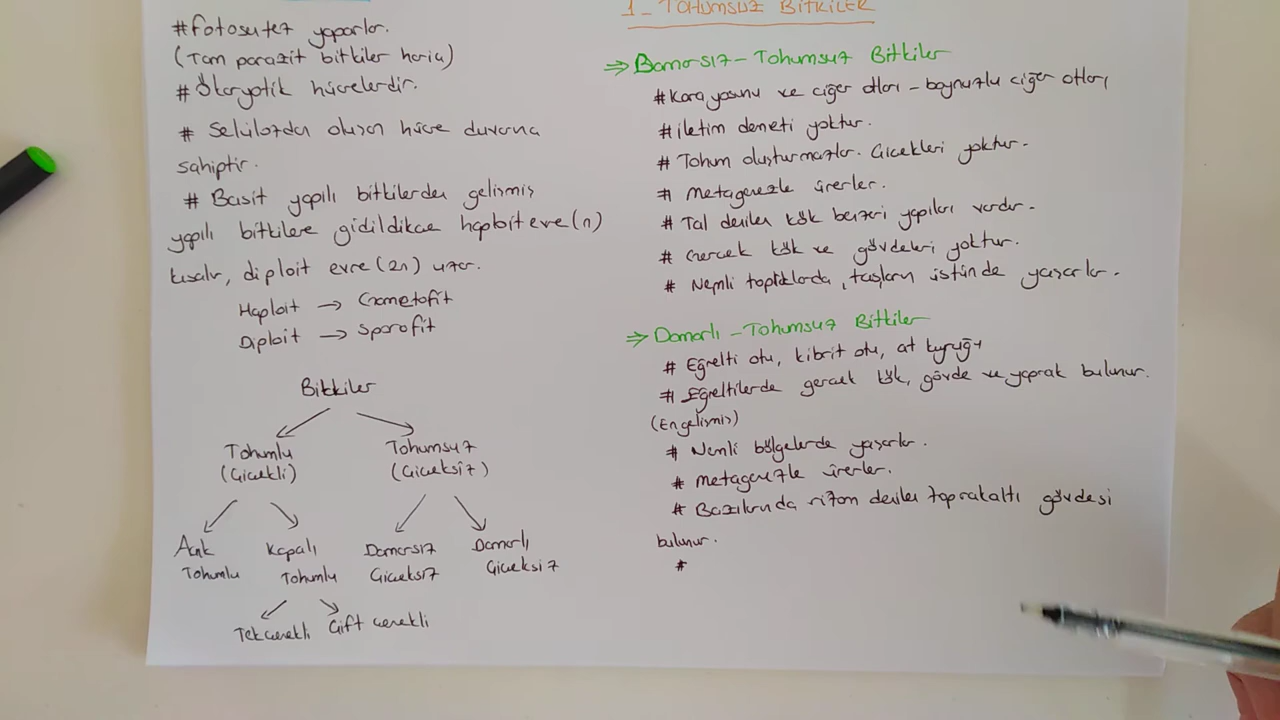 #fotosentez yaparlar.
(Tam parazit bitkiler hariç)
#Ökaryotik hücrelerdir.
# Selülozdan oluşan hücre duvarına
sahiptir.
# Basit yapılı bitkilerden gelişmiş
yapılı bitkilere gidildikçe haploit evre(n)
kısalır, diploit evre(2n) uzar.
Haploit → Gametofit
Diploit → Sporofit
Bitkiler
Tohumlu
(Çiçekli)
Tohumsuz
(Çiçeksiz)
Açık
Tohumlu
Kapalı
Tohumlu
Damarsız
Çiçeksiz
Damarlı
Çiçeksiz
Tek çenekli
Çift çenekli
1- TOHUMSUZ BİTKİLER
⇒ Damarsız-Tohumsuz Bitkiler
#Kara yosunu ve ciğer otları - boynuzlu ciğer otları
#iletim demeti yoktur.
# Tohum oluşturmazlar. Çiçekleri yoktur.
# Metagenezle ürerler.
# Tal denilen kök benzeri yapıları vardır.
# Gerçek kök ve gövdeleri yoktur.
# Nemli topraklarda, taşların üstünde yaşarlar.
⇒ Damarlı-Tohumsuz Bitkiler
# Eğrelti otu, kibrit otu, at kuyruğu
# Eğreltilerde gerçek kök, gövde ve yaprak bulunur.
(En gelişmiş)
# Nemli bölgelerde yaşarlar.
# metagenezle ürerler.
# Bazılarında rizom denilen toprakaltı gövdesi
bulunur.
#